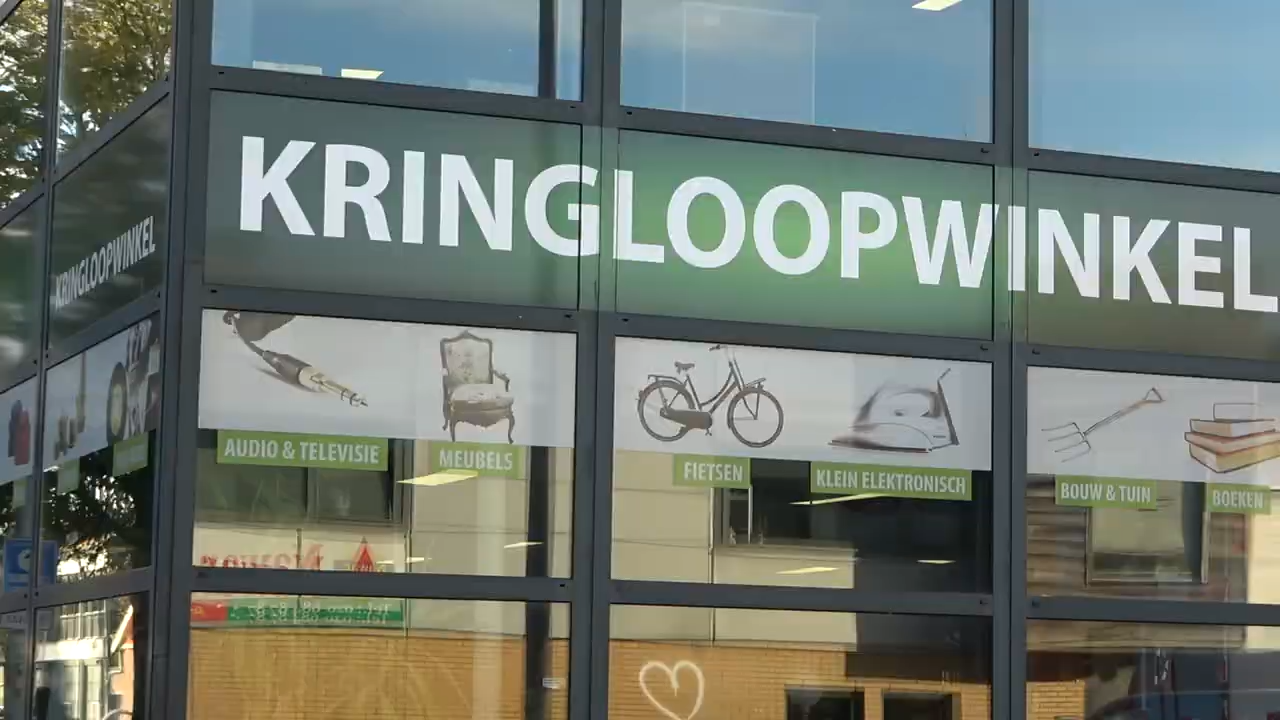 KRINGLOOPWINKEL
KRINGLOOPWINKEL
AUDIO & TELEVISIE
MEUBELS
FIETSEN
KLEIN ELEKTRONISCH
BOUW & TUIN
BOEKEN